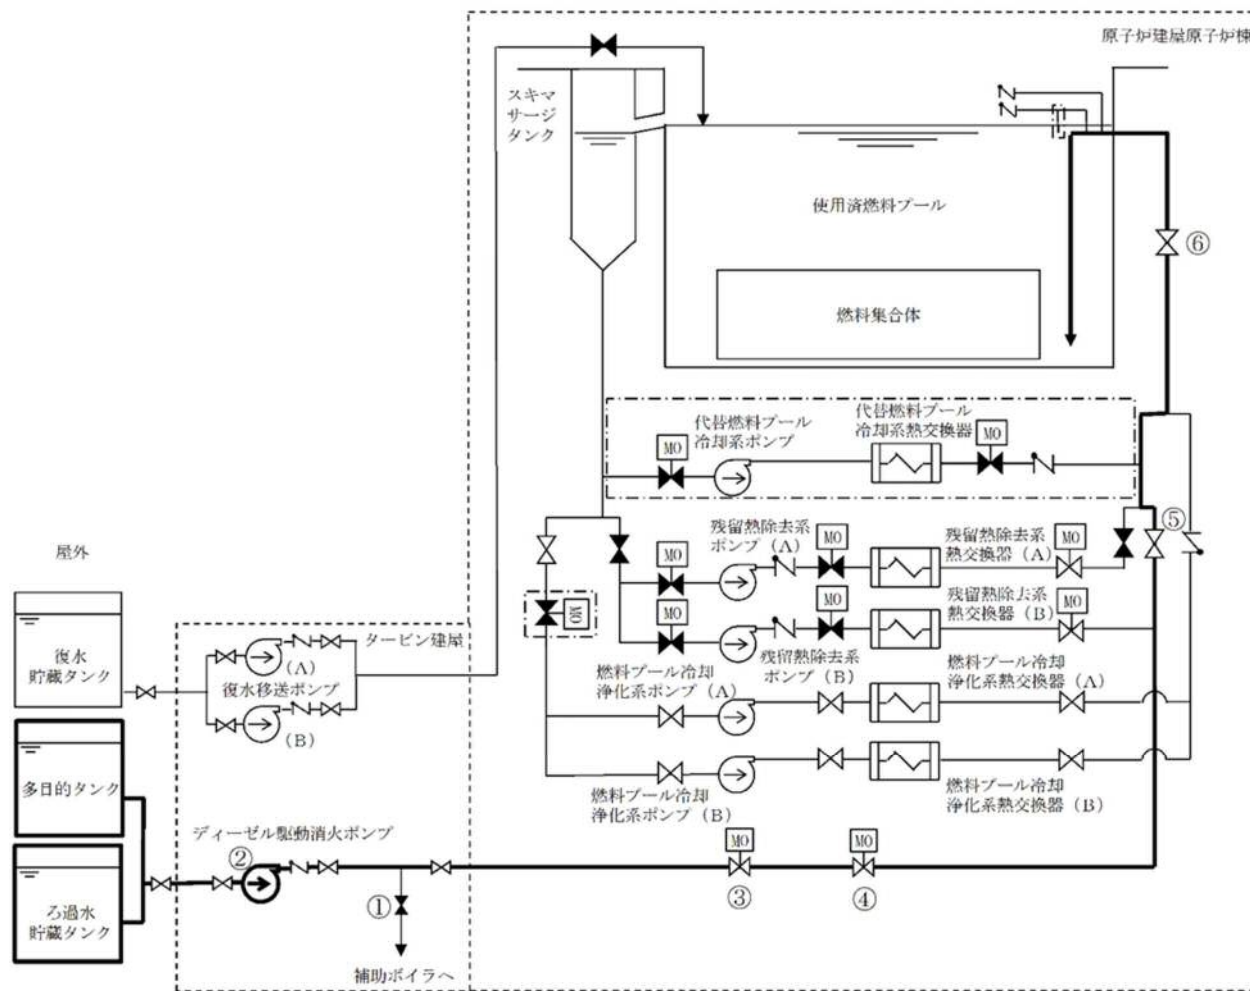 原子炉建屋原子炉棟
スキマ
サージ
タンク
使用済燃料プール
⑥
燃料集合体
代替燃料プール
冷却系ポンプ
代替燃料プール
冷却系熱交換器
MO
MO
⑤
残留熱除去系
ポンプ(A)
MO
残留熱除去系
熱交換器(A)
MO
MO
屋外
MO
MO
MO
残留熱除去系
熱交換器(B)
MO
残留熱除去系
ポンプ(B)
タービン建屋
復水
貯蔵タンク
(A)
復水移送ポンプ
(B)
燃料プール冷却
浄化系ポンプ(A)
燃料プール冷却
浄化系熱交換器(A)
多目的タンク
燃料プール冷却
浄化系ポンプ(B)
燃料プール冷却
浄化系熱交換器(B)
ディーゼル駆動消火ポンプ
②
MO
MO
③
④
①
ろ過水
貯蔵タンク
補助ボイラへ